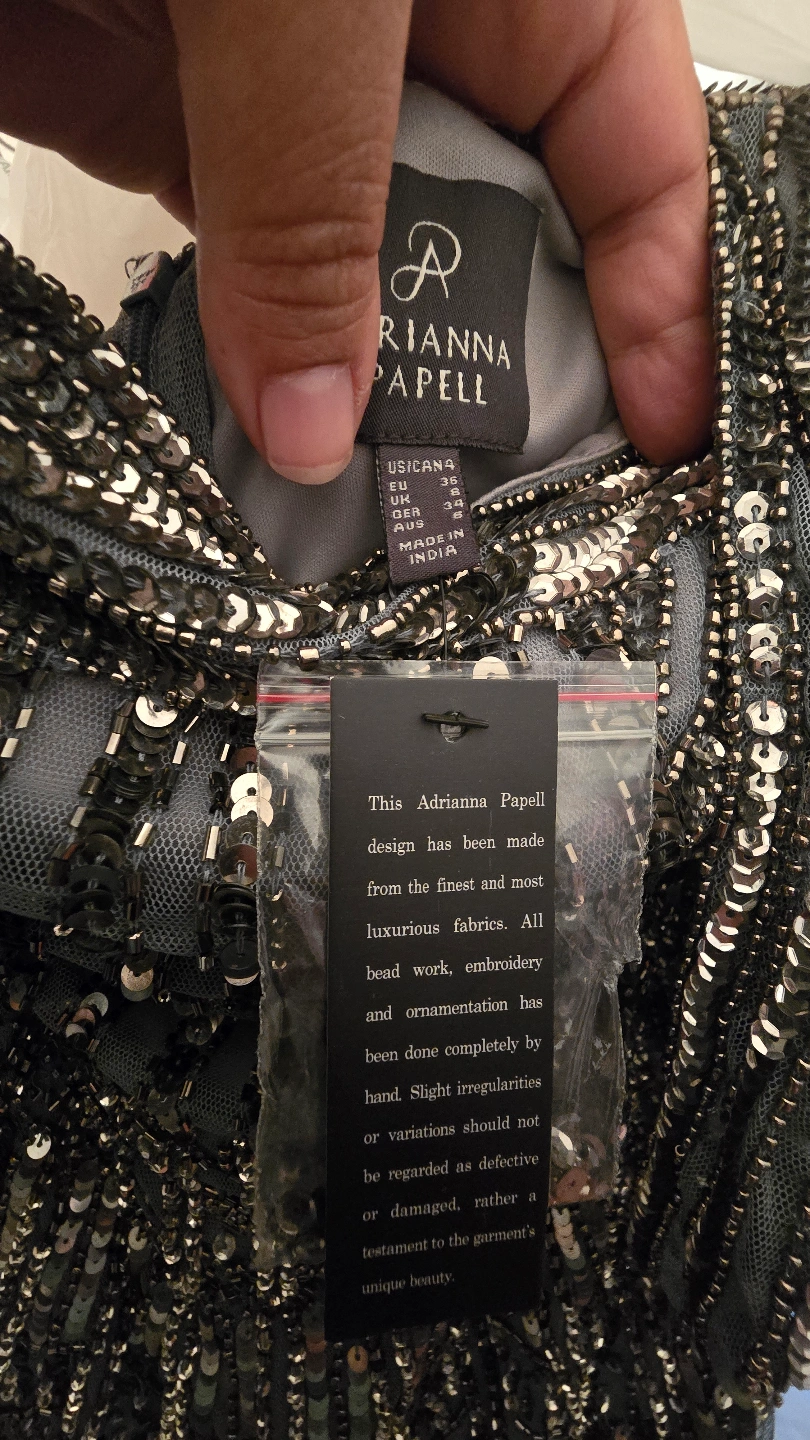 RIANNA
PAPELL
US/CAN 4
EU 36
UK 8
GER 34
AUS 6
MADE IN
INDIA
This Adrianna Papell
design has been made
from the finest and most
luxurious fabrics. All
bead work, embroidery
and ornamentation has
been done completely by
hand. Slight irregularities
or variations should not
be regarded as defective
or damaged, rather a
testament to the garment's
unique beauty.